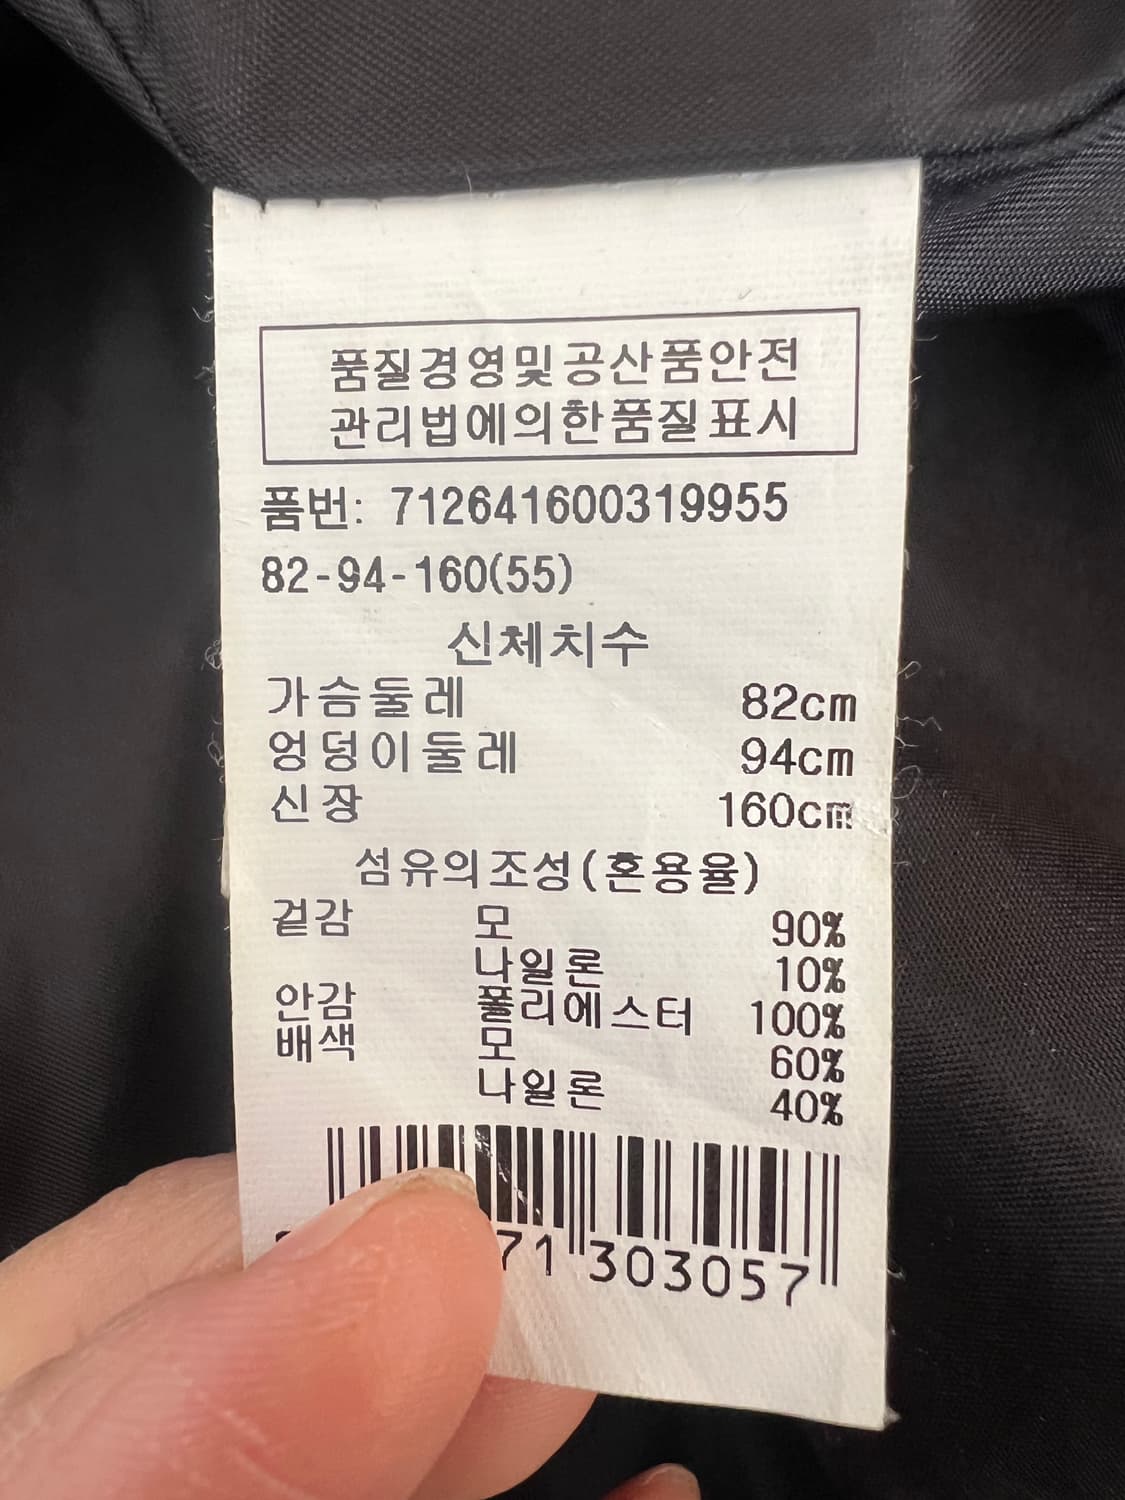 품질경영및공산품안전
관리법에의한품질표시
품번: 712641600319955
82-94-160(55)
신체치수
가슴둘레 82cm
엉덩이둘레 94cm
신장 160cm
섬유의조성(혼용율)
겉감 모 90%
나일론 10%
안감 폴리에스터 100%
배색 모 60%
나일론 40%
71 303057